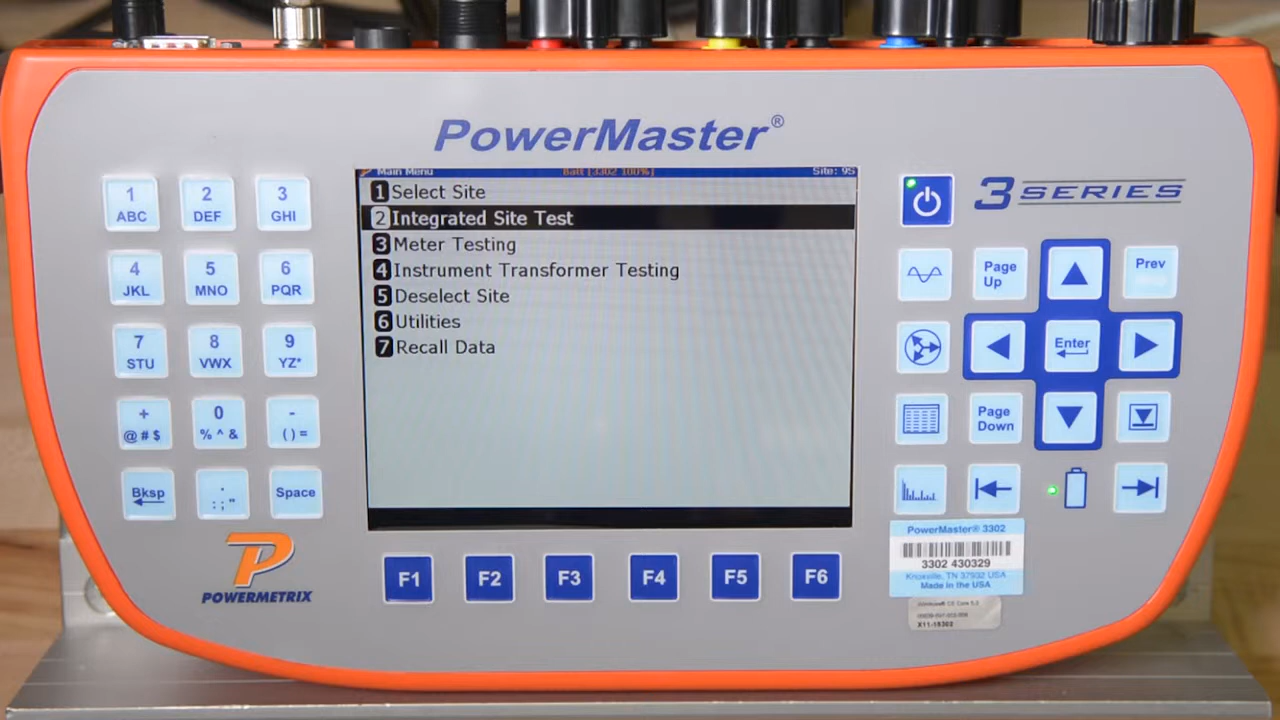 PowerMaster®
Main Menu Batt [3302 100%] Site: 95
1 Select Site
2 Integrated Site Test
3 Meter Testing
4 Instrument Transformer Testing
5 Deselect Site
6 Utilities
7 Recall Data
1 2 3
ABC DEF GHI
4 5 6
JKL MNO PQR
7 8 9
STU VWX YZ*
+ 0 -
@ # $ % ^ & ( ) =
Bksp . Space
: ; "
POWERMETRIX
F1 F2 F3 F4 F5 F6
3 SERIES
Page Up
Prev
Enter
Page Down
PowerMaster® 3302
3302 430329
Knoxville, TN 37932 USA
Made in the USA
X11-15302